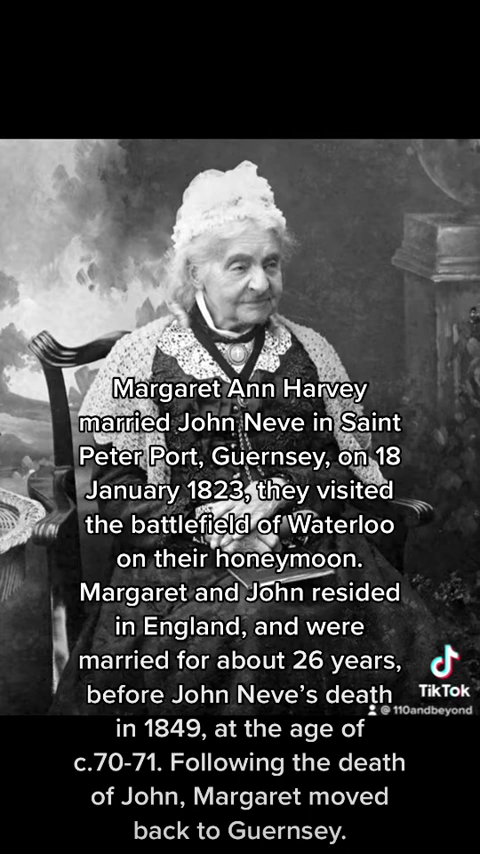 Margaret Ann Harvey
married John Neve in Saint
Peter Port, Guernsey, on 18
January 1823, they visited
the battlefield of Waterloo
on their honeymoon.
Margaret and John resided
in England, and were
married for about 26 years,
before John Neve’s death
in 1849, at the age of
c.70-71. Following the death
of John, Margaret moved
back to Guernsey.
TikTok
@ 110andbeyond